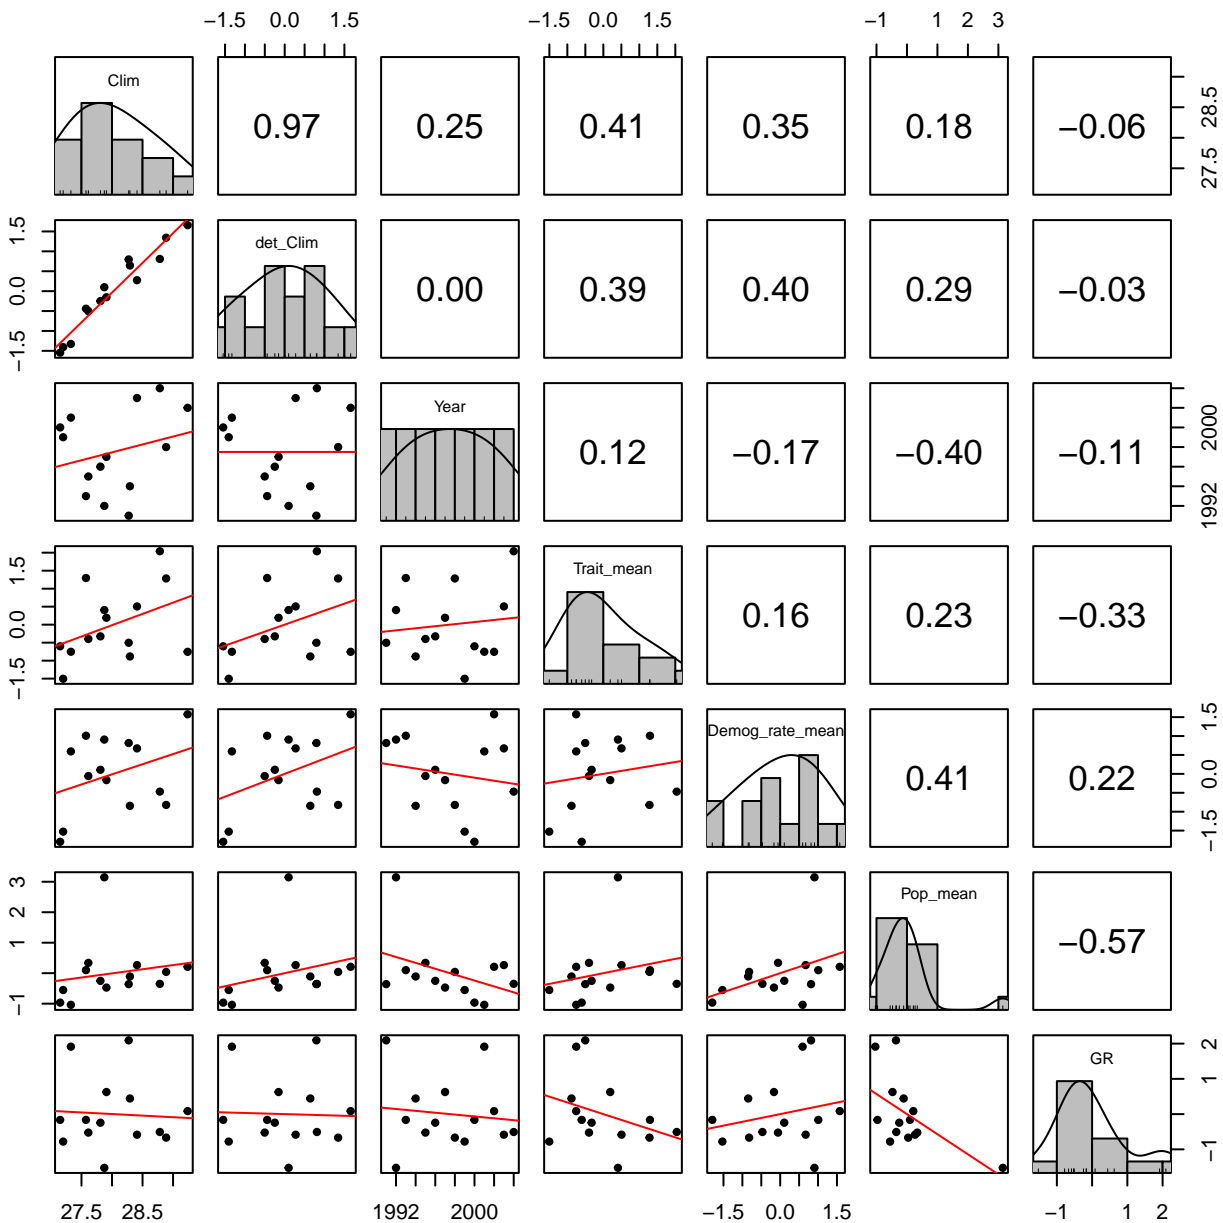 −1.5 0.0 1.5 −1.5 0.0 1.5 −1 1 3
Clim 0.97 0.25 0.41 0.35 0.18 −0.06 27.5 28.5
−1.5 0.0 1.5 det_Clim 0.00 0.39 0.40 0.29 −0.03
Year 0.12 −0.17 −0.40 −0.11 1992 2000
−1.5 0.0 1.5 Trait_mean 0.16 0.23 −0.33
Demog_rate_mean 0.41 0.22 −1.5 0.0 1.5
−1 1 3 Pop_mean −0.57
GR −1 1 2
27.5 28.5 1992 2000 −1.5 0.0 1.5 −1 1 2